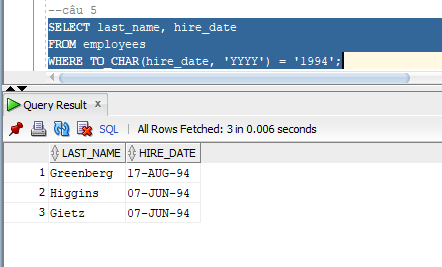 --câu 5
SELECT last_name, hire_date
FROM employees
WHERE TO_CHAR(hire_date, 'YYYY') = '1994';
Query Result x
SQL | All Rows Fetched: 3 in 0.006 seconds
LAST_NAME HIRE_DATE
1 Greenberg 17-AUG-94
2 Higgins 07-JUN-94
3 Gietz 07-JUN-94